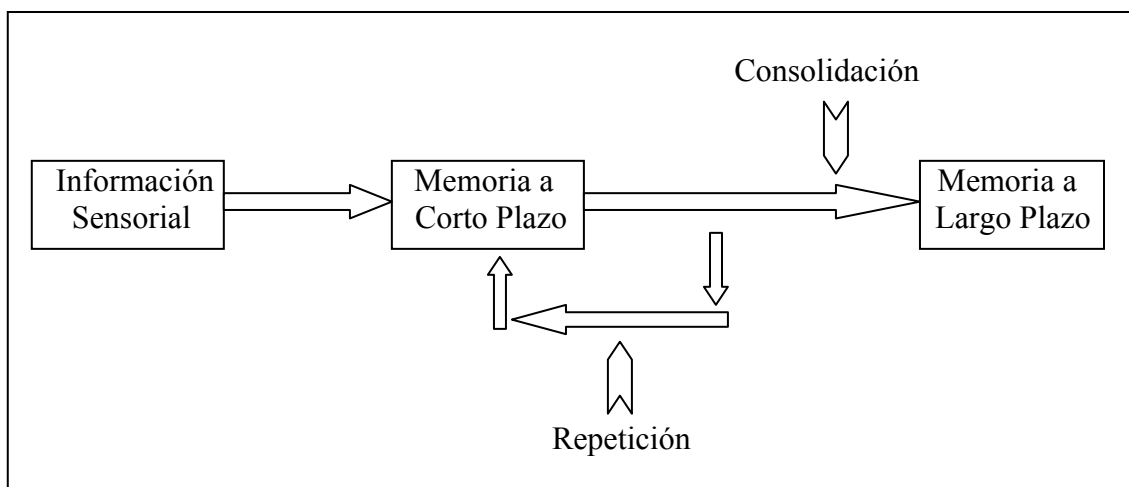 Consolidación
Información
Sensorial
Memoria a
Corto Plazo
Memoria a
Largo Plazo
Repetición